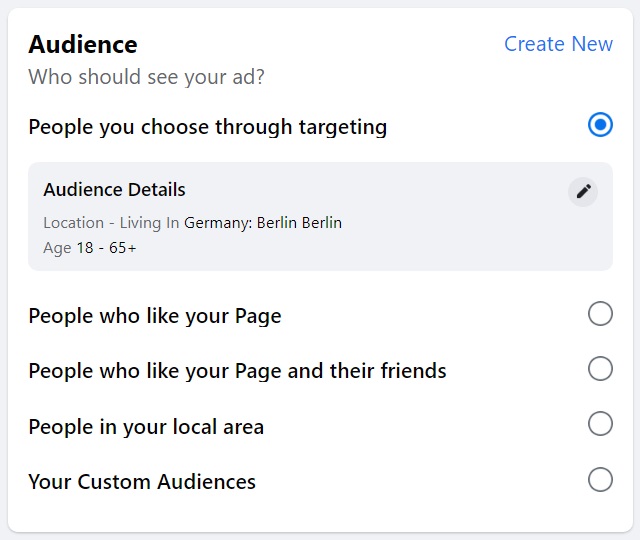 Audience
Create New
Who should see your ad?
People you choose through targeting
Audience Details
Location - Living In Germany: Berlin Berlin
Age 18 - 65+
People who like your Page
People who like your Page and their friends
People in your local area
Your Custom Audiences